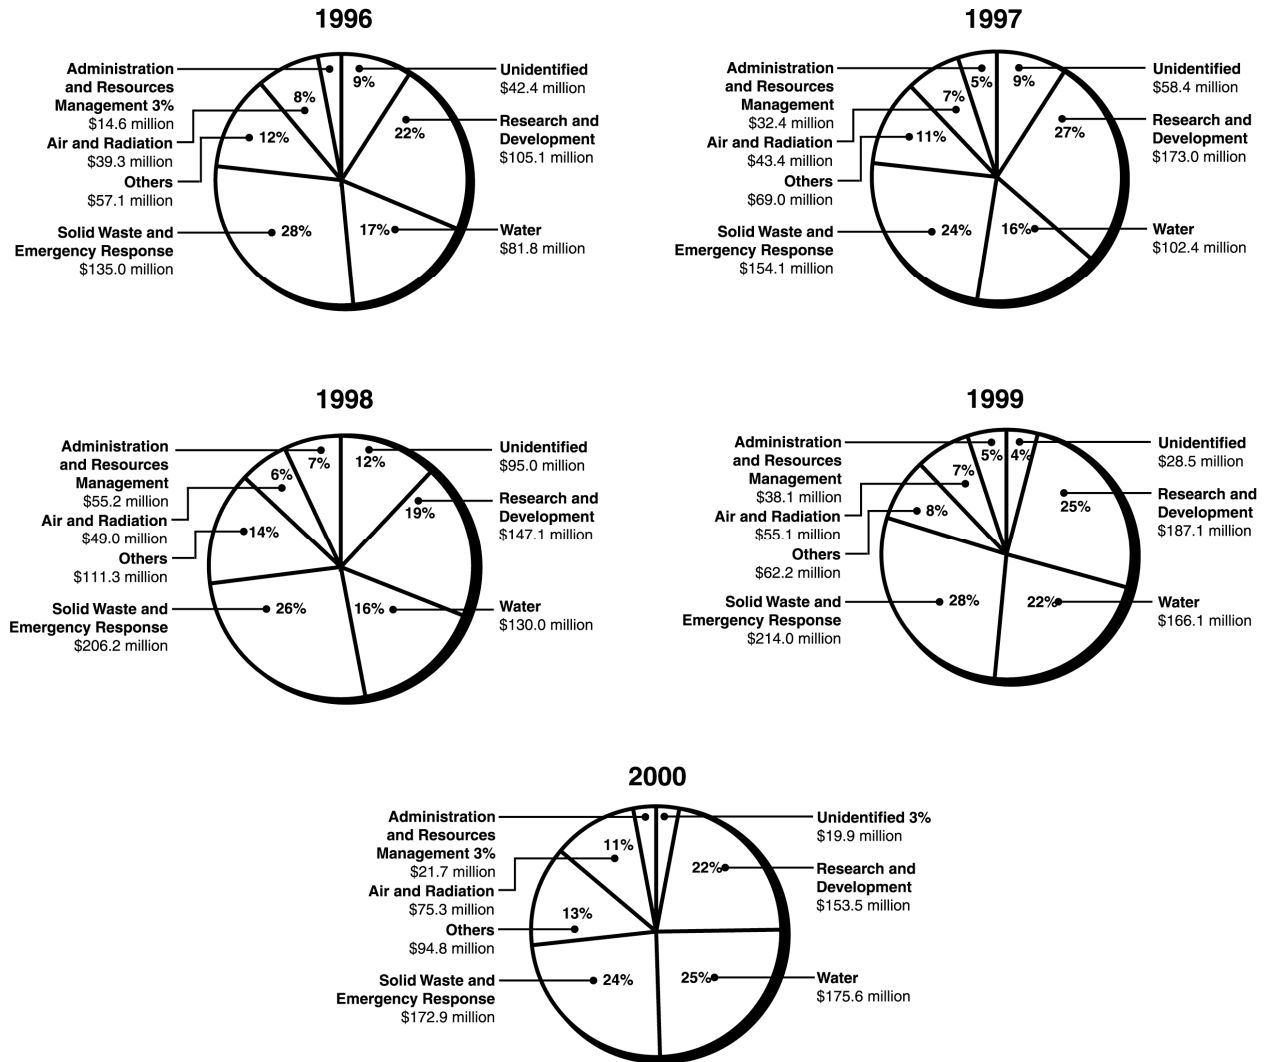 1996
Administration
and Resources
Management 3%
$14.6 million
Air and Radiation
$39.3 million
Others
$57.1 million
Solid Waste and
Emergency Response
$135.0 million
8%
12%
28%
9%
22%
17%
Unidentified
$42.4 million
Research and
Development
$105.1 million
Water
$81.8 million
1997
Administration
and Resources
Management
$32.4 million
Air and Radiation
$43.4 million
Others
$69.0 million
Solid Waste and
Emergency Response
$154.1 million
5%
7%
11%
24%
9%
27%
16%
Unidentified
$58.4 million
Research and
Development
$173.0 million
Water
$102.4 million
1998
Administration
and Resources
Management
$55.2 million
Air and Radiation
$49.0 million
Others
$111.3 million
Solid Waste and
Emergency Response
$206.2 million
7%
6%
14%
26%
12%
19%
16%
Unidentified
$95.0 million
Research and
Development
$147.1 million
Water
$130.0 million
1999
Administration
and Resources
Management
$38.1 million
Air and Radiation
$55.1 million
Others
$62.2 million
Solid Waste and
Emergency Response
$214.0 million
5%
7%
8%
28%
4%
25%
22%
Unidentified
$28.5 million
Research and
Development
$187.1 million
Water
$166.1 million
2000
Administration
and Resources
Management 3%
$21.7 million
Air and Radiation
$75.3 million
Others
$94.8 million
Solid Waste and
Emergency Response
$172.9 million
11%
13%
24%
22%
25%
Unidentified 3%
$19.9 million
Research and
Development
$153.5 million
Water
$175.6 million